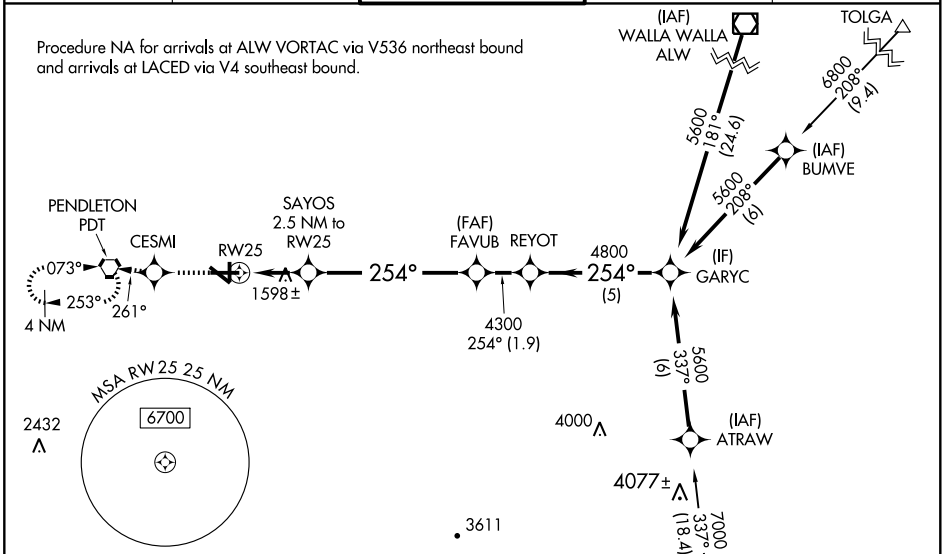 Procedure NA for arrivals at ALW VORTAC via V536 northeast bound
and arrivals at LACED via V4 southeast bound.
(IAF)
WALLA WALLA
ALW
TOLGA
6800
208°
(9.4)
5600
181°
(24.6)
(IAF)
BUMVE
5600
208°
(6)
PENDLETON
PDT
CESMI
RW25
SAYOS
2.5 NM to
RW25
(FAF)
FAVUB
REYOT
4800
254°
(5)
(IF)
GARYC
073°
253°
261°
4 NM
1598±
254°
4300
254° (1.9)
5600
337°
(6)
MSA RW25 25 NM
6700
2432
4000
(IAF)
ATRAW
4077±
3611
7000
337°
(18.4)